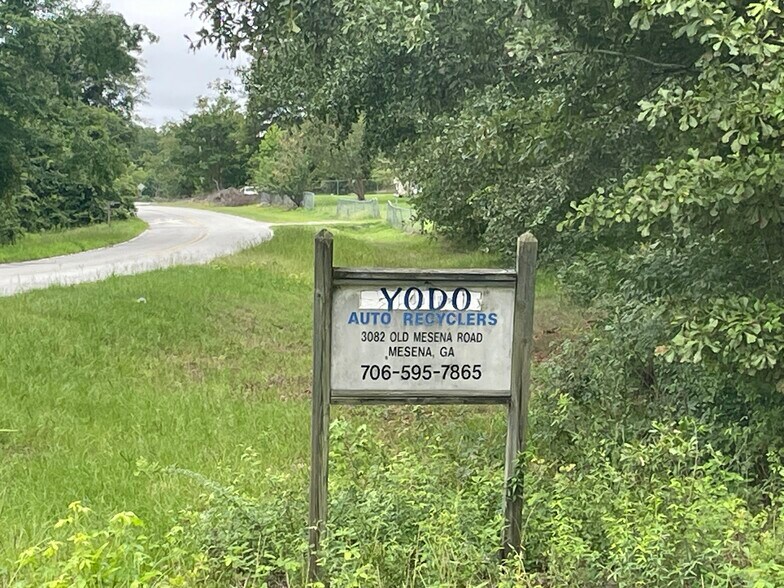 YODO
AUTO RECYCLERS
3082 OLD MESENA ROAD
MESENA, GA
706-595-7865